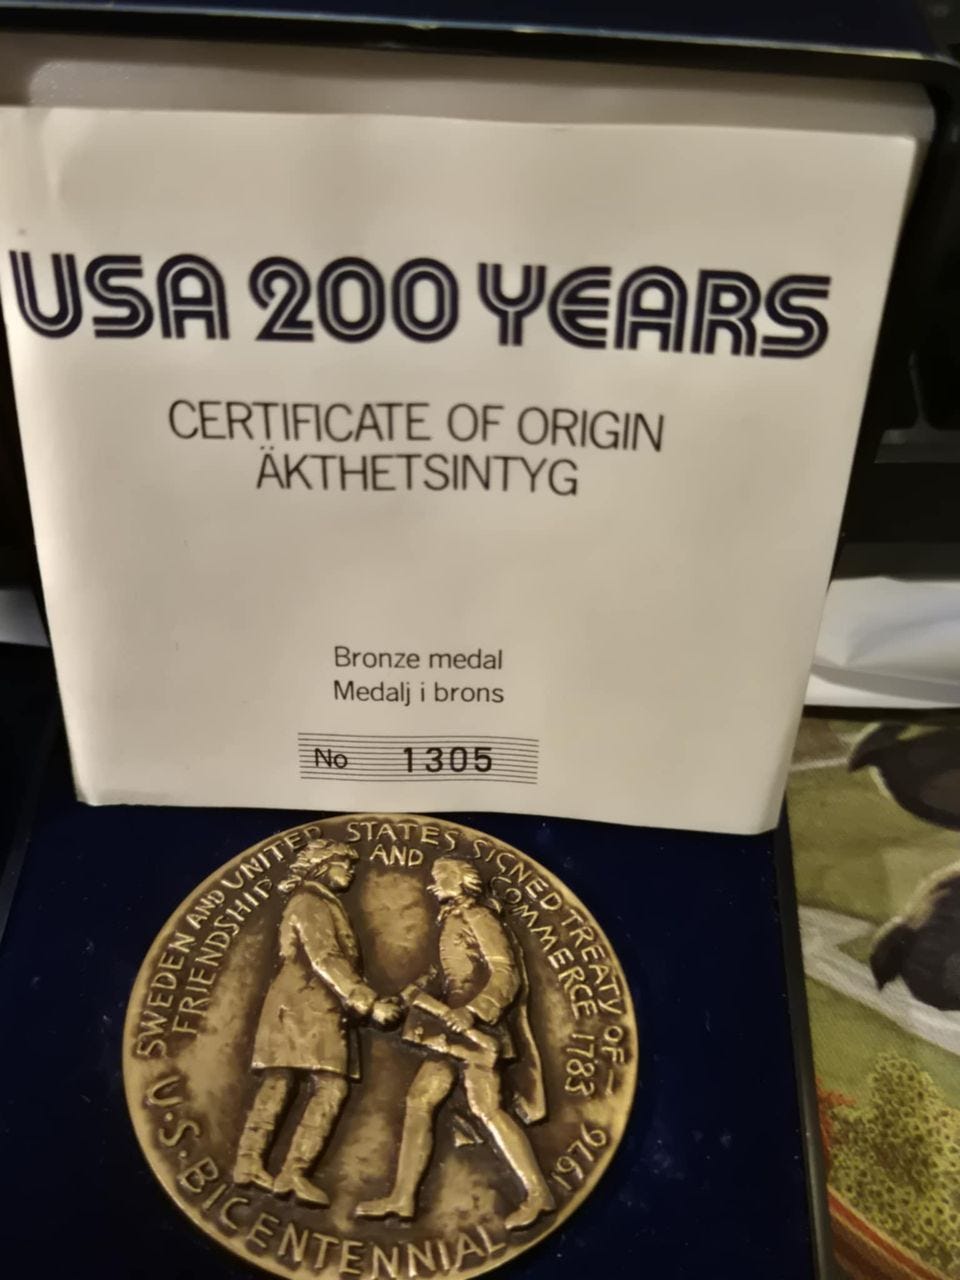 USA 200 YEARS
CERTIFICATE OF ORIGIN
ÄKTHETSINTYG
Bronze medal
Medalj i brons
No 1305
SWEDEN AND UNITED STATES SIGNED TREATY OF
FRIENDSHIP AND COMMERCE 1783
U.S. BICENTENNIAL 1976